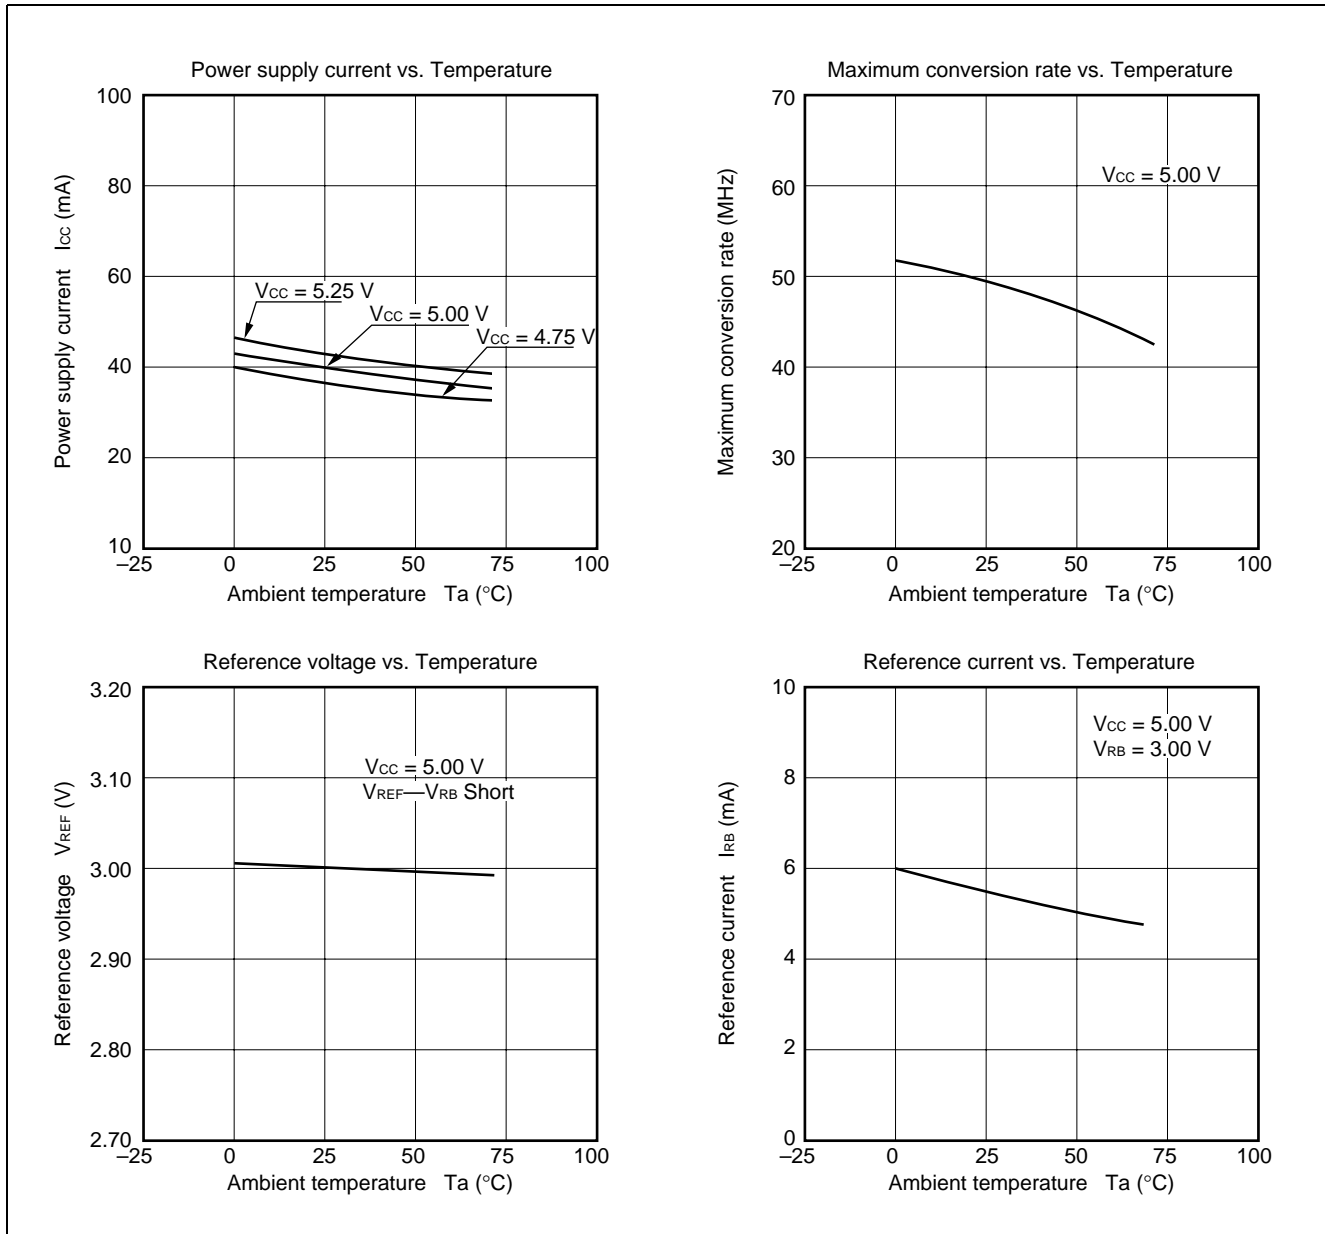 Power supply current vs. Temperature
100
80
60
40
20
10
–25 0 25 50 75 100
Power supply current ICC (mA)
VCC = 5.25 V
VCC = 5.00 V
VCC = 4.75 V
Ambient temperature Ta (°C)
Maximum conversion rate vs. Temperature
70
60
50
40
30
20
–25 0 25 50 75 100
Maximum conversion rate (MHz)
VCC = 5.00 V
Ambient temperature Ta (°C)
Reference voltage vs. Temperature
3.20
3.10
3.00
2.90
2.80
2.70
–25 0 25 50 75 100
Reference voltage VREF (V)
VCC = 5.00 V
VREF—VRB Short
Ambient temperature Ta (°C)
Reference current vs. Temperature
10
8
6
4
2
0
–25 0 25 50 75 100
Reference current IRB (mA)
VCC = 5.00 V
VRB = 3.00 V
Ambient temperature Ta (°C)